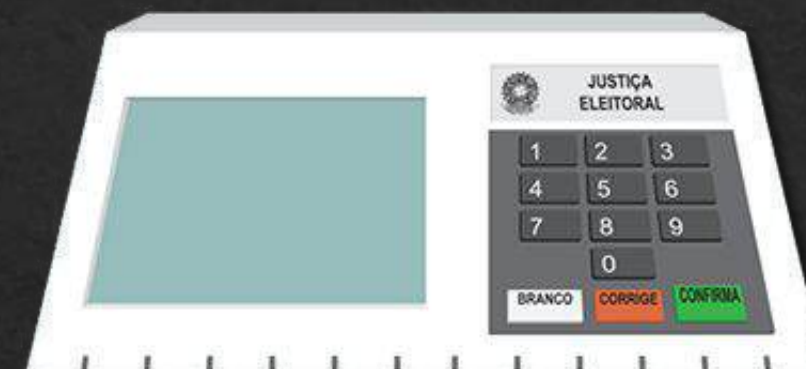 JUSTIÇA
ELEITORAL
1 2 3
4 5 6
7 8 9
0
BRANCO CORRIGE CONFIRMA